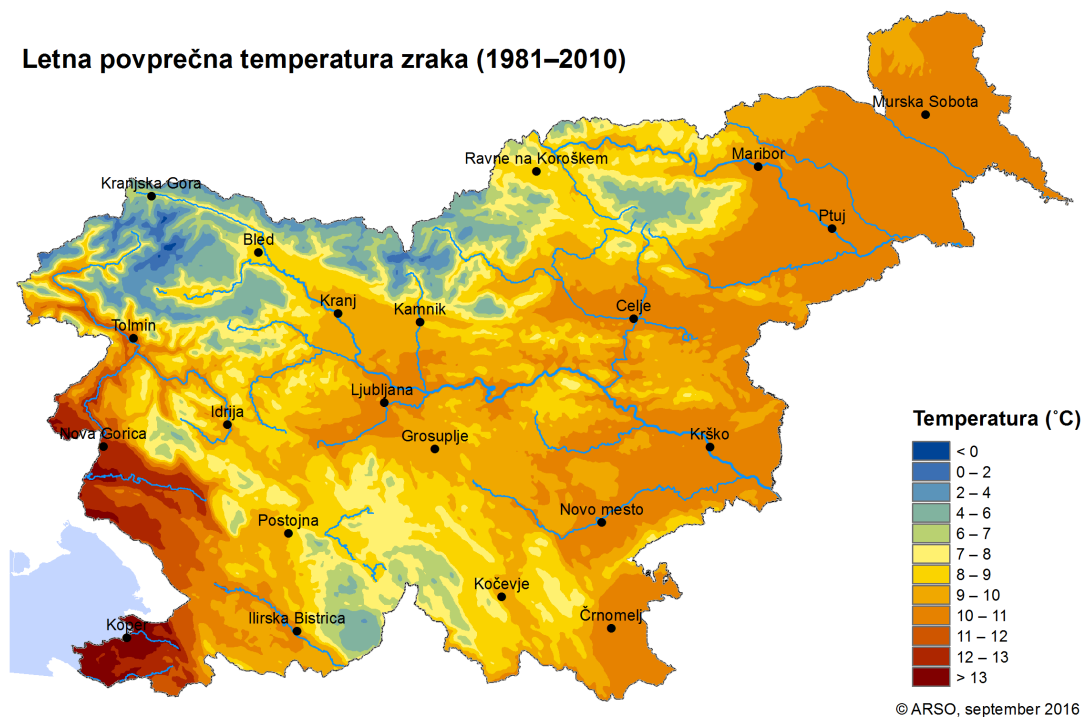 Letna povprečna temperatura zraka (1981–2010)
Murska Sobota
Ravne na Koroškem
Maribor
Kranjska Gora
Ptuj
Bled
Kranj
Kamnik
Celje
Tolmin
Ljubljana
Idrija
Nova Gorica
Grosuplje
Krško
Novo mesto
Postojna
Kočevje
Črnomelj
Ilirska Bistrica
Koper
Temperatura (°C)
< 0
0 – 2
2 – 4
4 – 6
6 – 7
7 – 8
8 – 9
9 – 10
10 – 11
11 – 12
12 – 13
> 13
© ARSO, september 2016